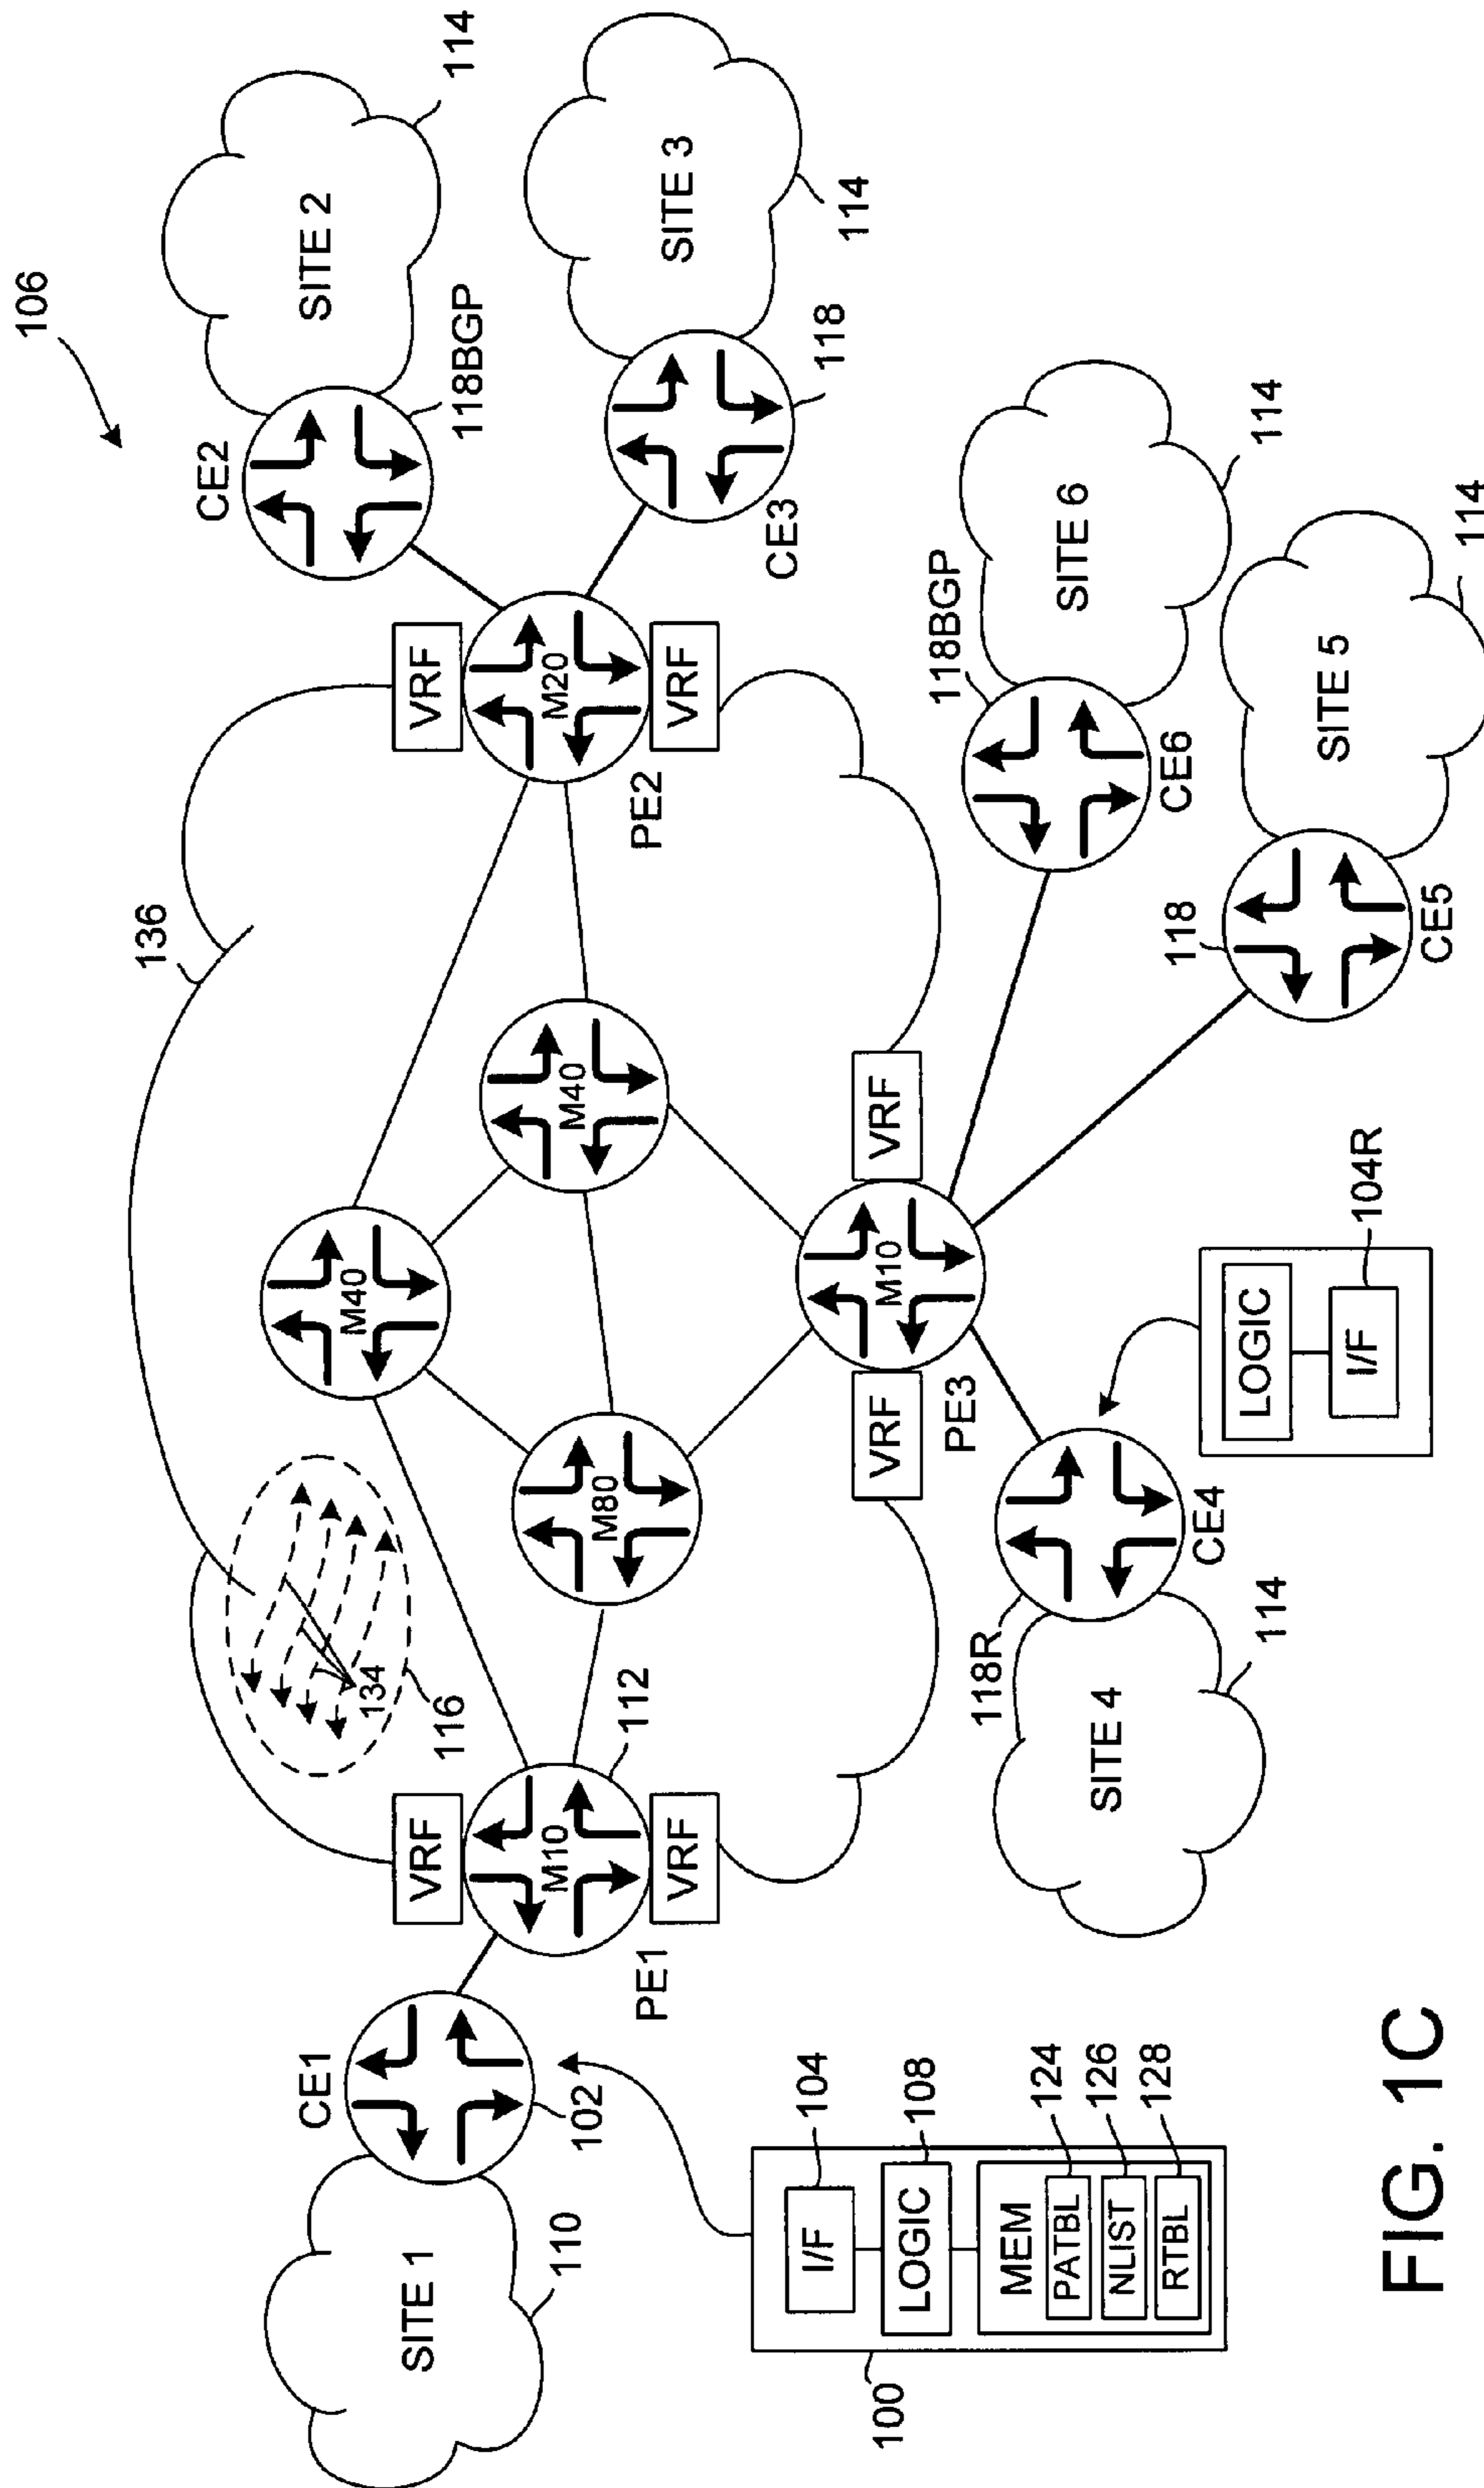 106
136
CE2
SITE 2
114
118BGP
VRF
M20
VRF
PE2
CE3
SITE 3
114
118
M40
M40
M80
134
116
112
VRF
M10
VRF
PE1
CE1
102
SITE 1
110
VRF
M10
VRF
PE3
118BGP
SITE 6
114
CE6
118
SITE 5
114
CE5
118R
SITE 4
114
CE4
LOGIC
I/F
104R
100
I/F
104
LOGIC
108
MEM
PATBL
124
NLIST
126
RTBL
128
FIG. 1C